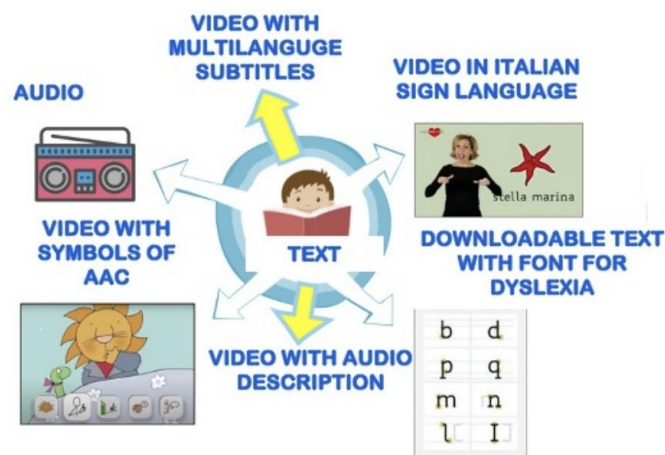 VIDEO WITH
MULTILANGUGE
SUBTITLES
AUDIO
VIDEO IN ITALIAN
SIGN LANGUAGE
stella marina
VIDEO WITH
SYMBOLS OF
AAC
TEXT
DOWNLOADABLE TEXT
WITH FONT FOR
DYSLEXIA
VIDEO WITH AUDIO
DESCRIPTION
b d
p q
m n
l I